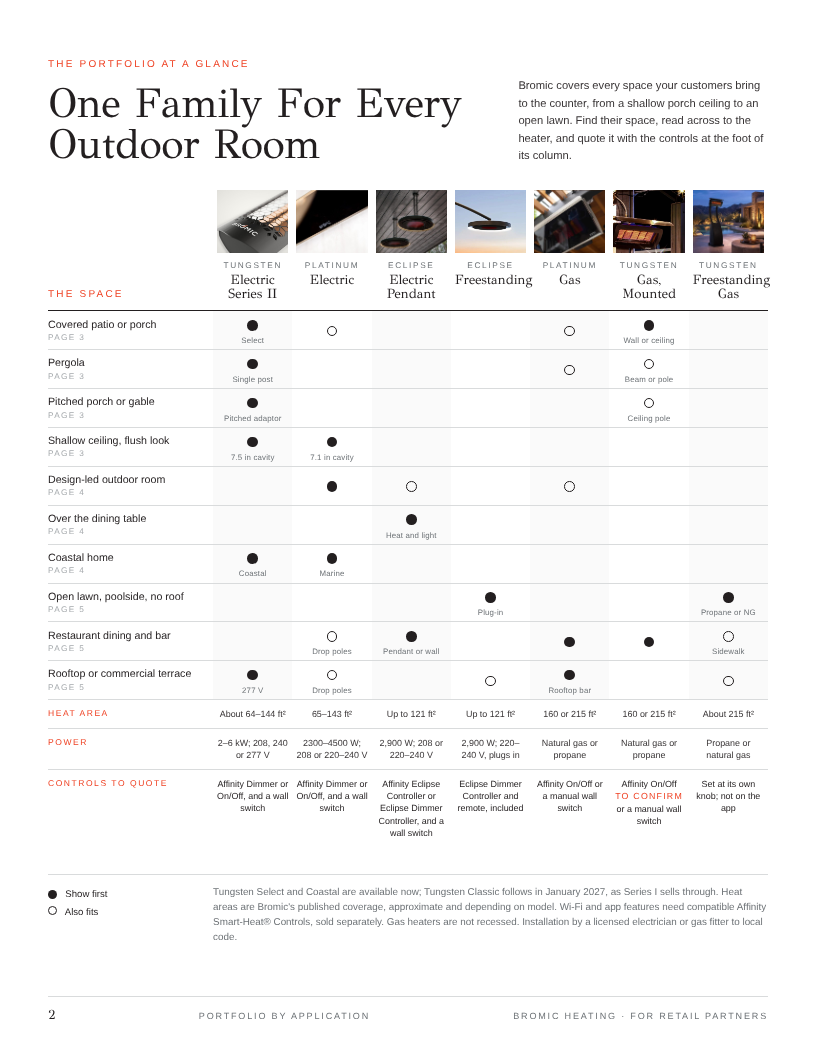 THE PORTFOLIO AT A GLANCE
One Family For Every
Outdoor Room
Bromic covers every space your customers bring
to the counter, from a shallow porch ceiling to an
open lawn. Find their space, read across to the
heater, and quote it with the controls at the foot of
its column.
BROMIC
THE SPACE
TUNGSTEN
Electric
Series II
PLATINUM
Electric
ECLIPSE
Electric
Pendant
ECLIPSE
Freestanding
PLATINUM
Gas
TUNGSTEN
Gas,
Mounted
TUNGSTEN
Freestanding
Gas
Covered patio or porch
PAGE 3
Select
Wall or ceiling
Pergola
PAGE 3
Single post
Beam or pole
Pitched porch or gable
PAGE 3
Pitched adaptor
Ceiling pole
Shallow ceiling, flush look
PAGE 3
7.5 in cavity
7.1 in cavity
Design-led outdoor room
PAGE 4
Over the dining table
PAGE 4
Heat and light
Coastal home
PAGE 4
Coastal
Marine
Open lawn, poolside, no roof
PAGE 5
Plug-in
Propane or NG
Restaurant dining and bar
PAGE 5
Drop poles
Pendant or wall
Sidewalk
Rooftop or commercial terrace
PAGE 5
277 V
Drop poles
Rooftop bar
HEAT AREA
About 64–144 ft²
65–143 ft²
Up to 121 ft²
Up to 121 ft²
160 or 215 ft²
160 or 215 ft²
About 215 ft²
POWER
2–6 kW; 208, 240
or 277 V
2300–4500 W;
208 or 220–240 V
2,900 W; 208 or
220–240 V
2,900 W; 220–
240 V, plugs in
Natural gas or
propane
Natural gas or
propane
Propane or
natural gas
CONTROLS TO QUOTE
Affinity Dimmer or
On/Off, and a wall
switch
Affinity Dimmer or
On/Off, and a wall
switch
Affinity Eclipse
Controller or
Eclipse Dimmer
Controller, and a
wall switch
Eclipse Dimmer
Controller and
remote, included
Affinity On/Off or
a manual wall
switch
Affinity On/Off
TO CONFIRM
or a manual wall
switch
Set at its own
knob; not on the
app
Show first
Also fits
Tungsten Select and Coastal are available now; Tungsten Classic follows in January 2027, as Series I sells through. Heat
areas are Bromic's published coverage, approximate and depending on model. Wi-Fi and app features need compatible Affinity
Smart-Heat® Controls, sold separately. Gas heaters are not recessed. Installation by a licensed electrician or gas fitter to local
code.
2
PORTFOLIO BY APPLICATION
BROMIC HEATING · FOR RETAIL PARTNERS